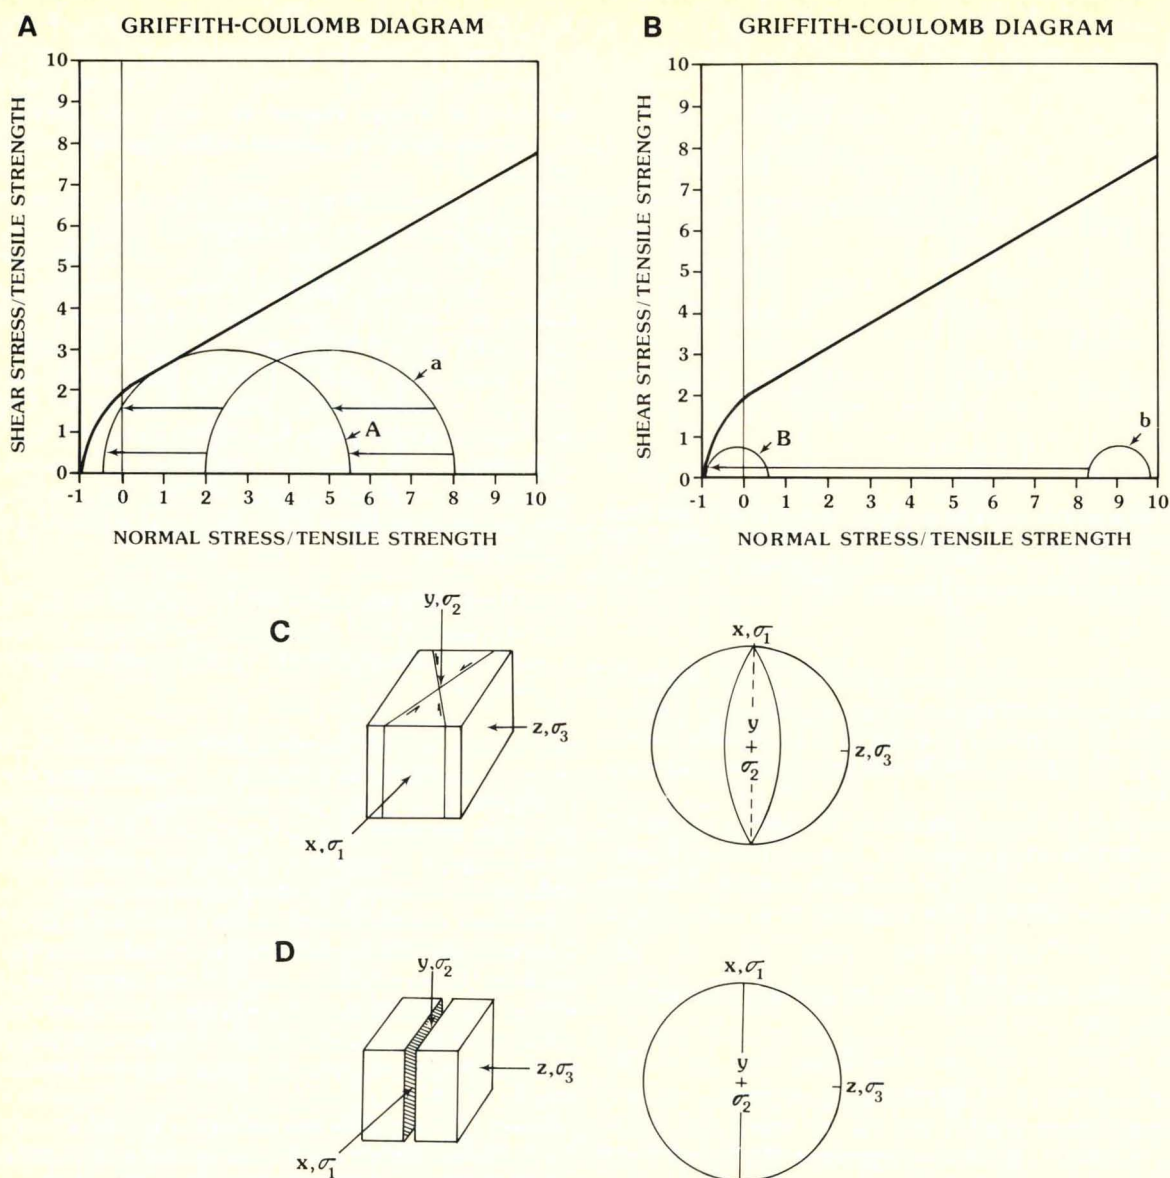 A
GRIFFITH-COULOMB DIAGRAM
SHEAR STRESS/TENSILE STRENGTH
10
9
8
7
6
5
4
3
2
1
0
a
A
-1 0 1 2 3 4 5 6 7 8 9 10
NORMAL STRESS/TENSILE STRENGTH
B
GRIFFITH-COULOMB DIAGRAM
SHEAR STRESS/TENSILE STRENGTH
10
9
8
7
6
5
4
3
2
1
0
B
b
-1 0 1 2 3 4 5 6 7 8 9 10
NORMAL STRESS/TENSILE STRENGTH
C
y,σ2
z,σ3
x,σ1
x,σ1
y
+
σ2
z,σ3
D
y,σ2
z,σ3
x,σ1
x,σ1
y
+
σ2
z,σ3